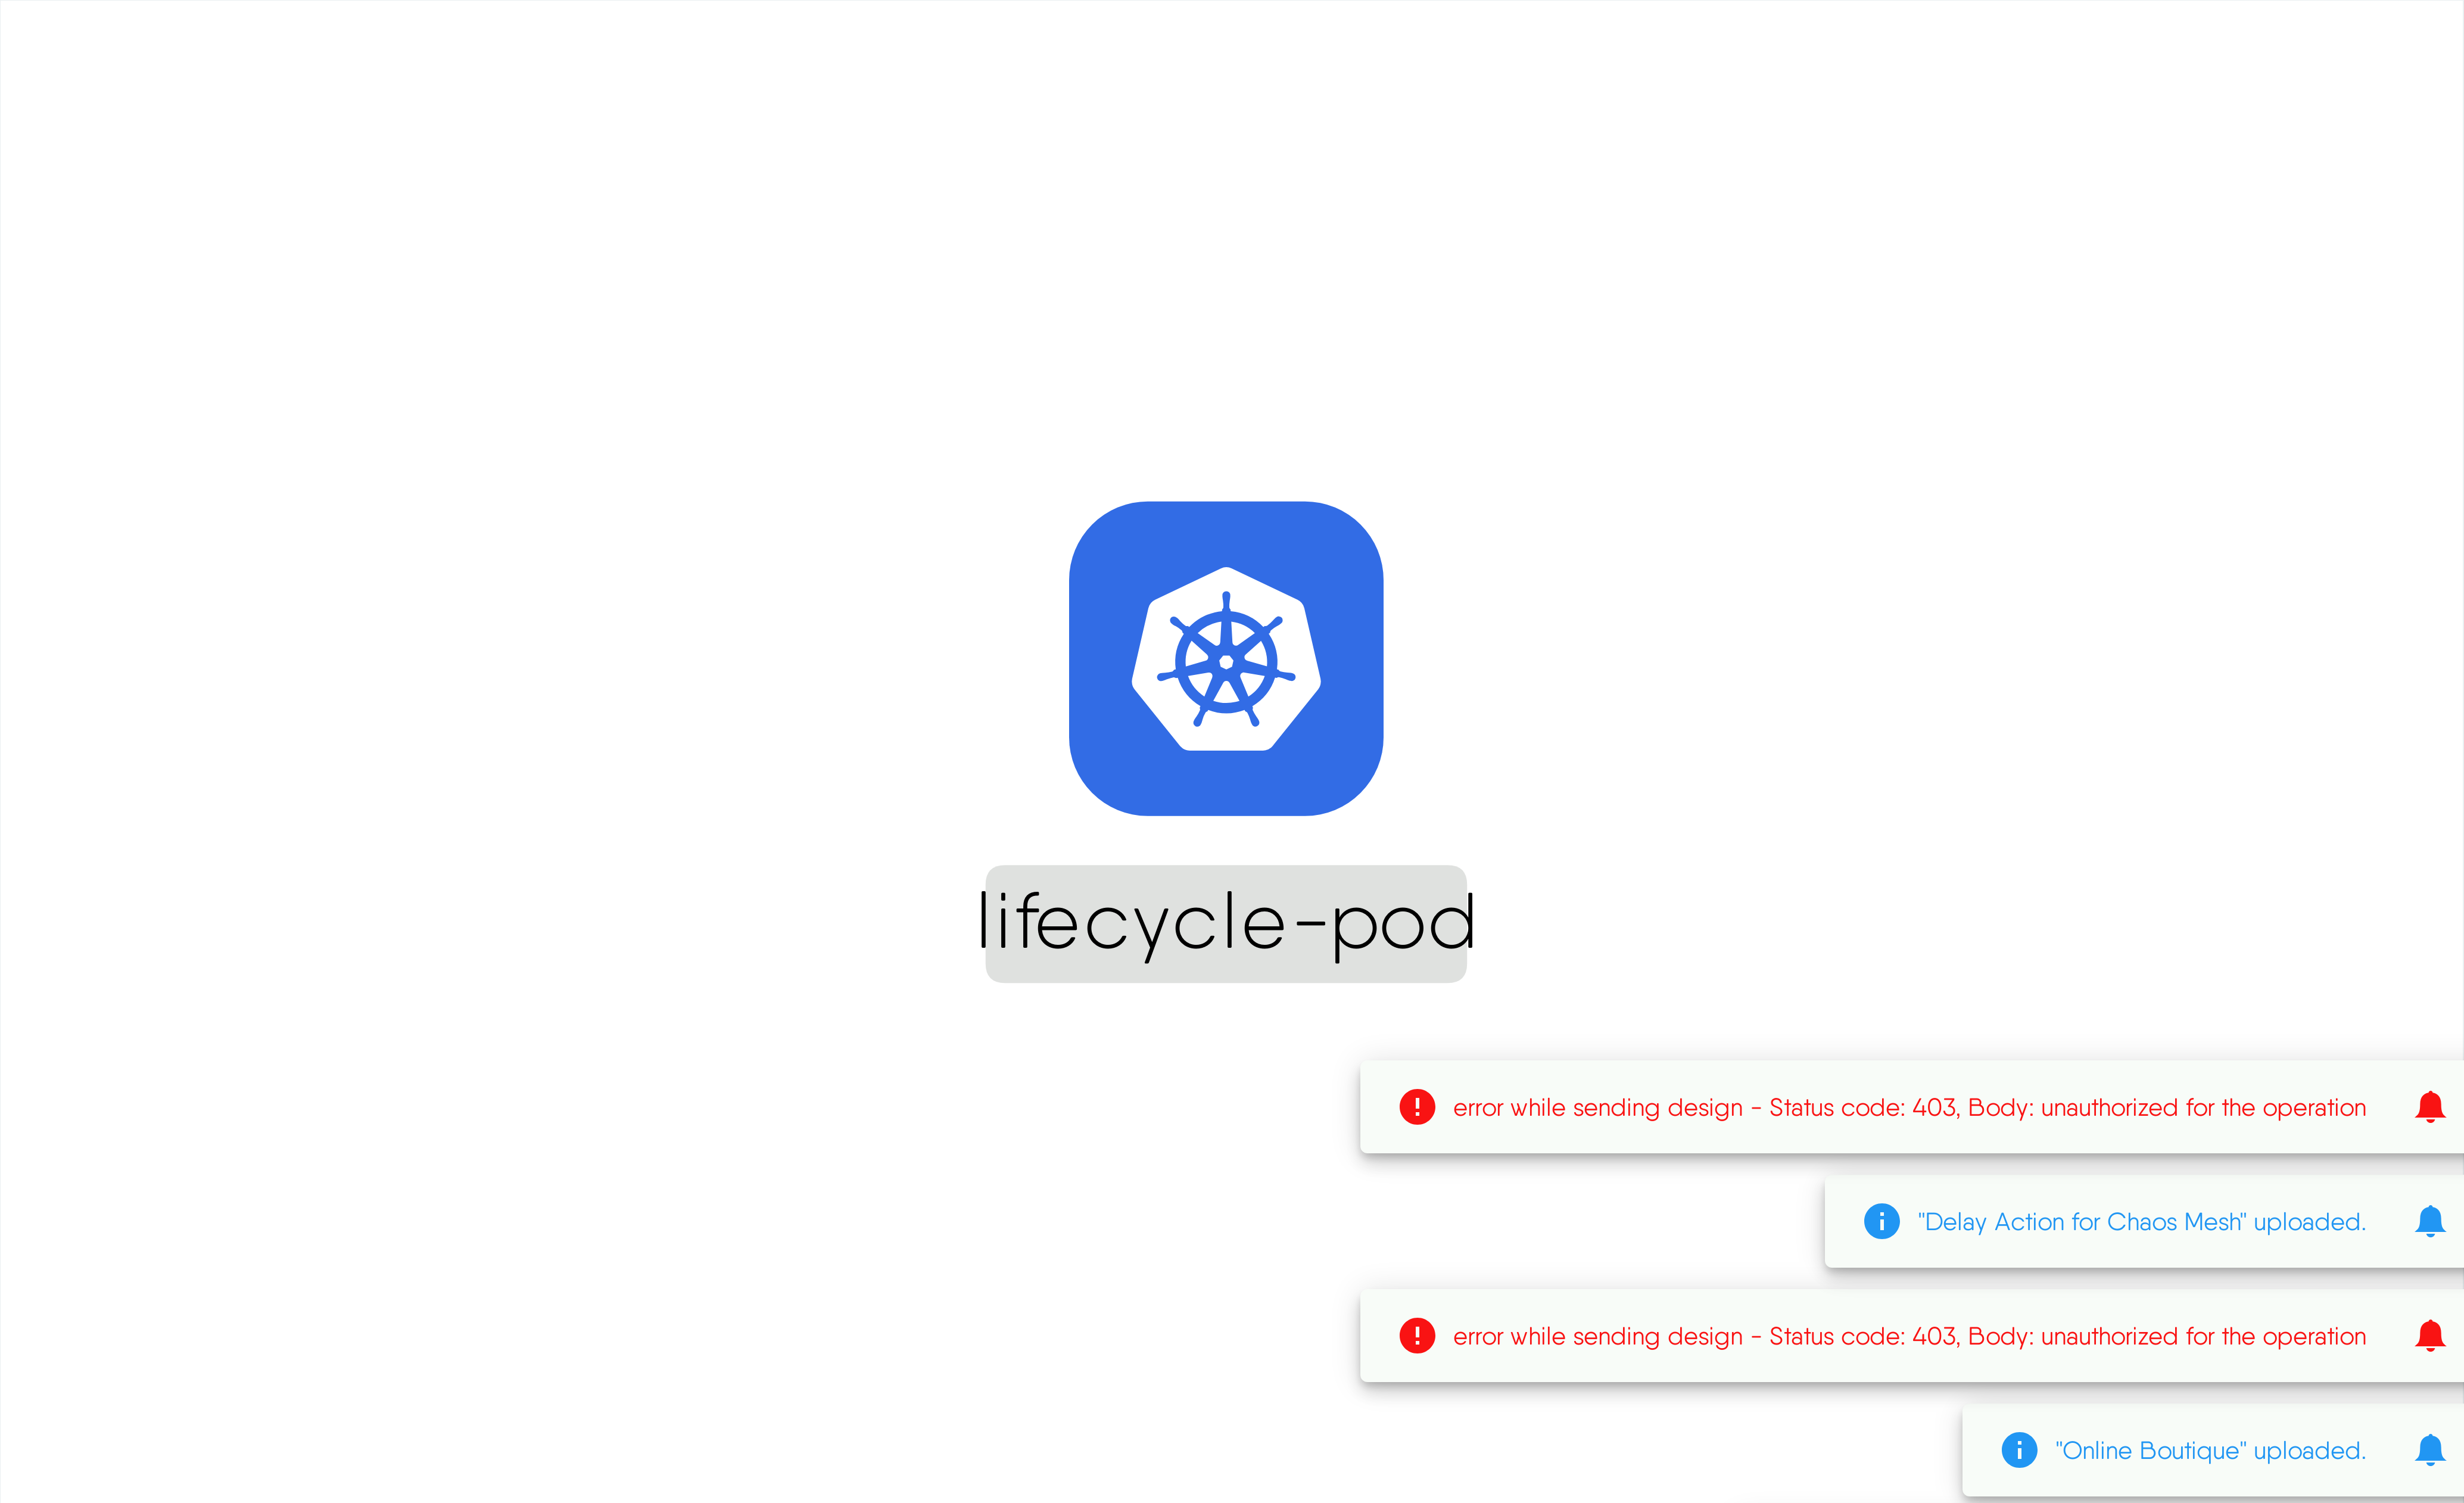 lifecycle-pod
error while sending design - Status code: 403, Body: unauthorized for the operation
"Delay Action for Chaos Mesh" uploaded.
error while sending design - Status code: 403, Body: unauthorized for the operation
"Online Boutique" uploaded.